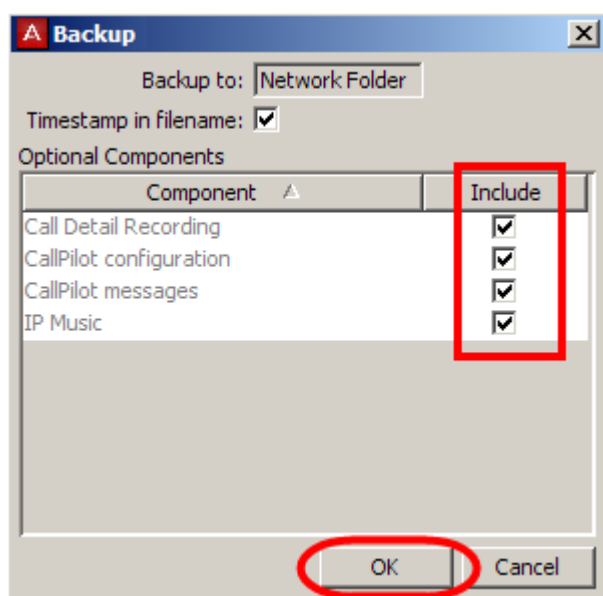 Backup
Backup to: Network Folder
Timestamp in filename:
Optional Components
Component Include
Call Detail Recording
CallPilot configuration
CallPilot messages
IP Music
OK Cancel